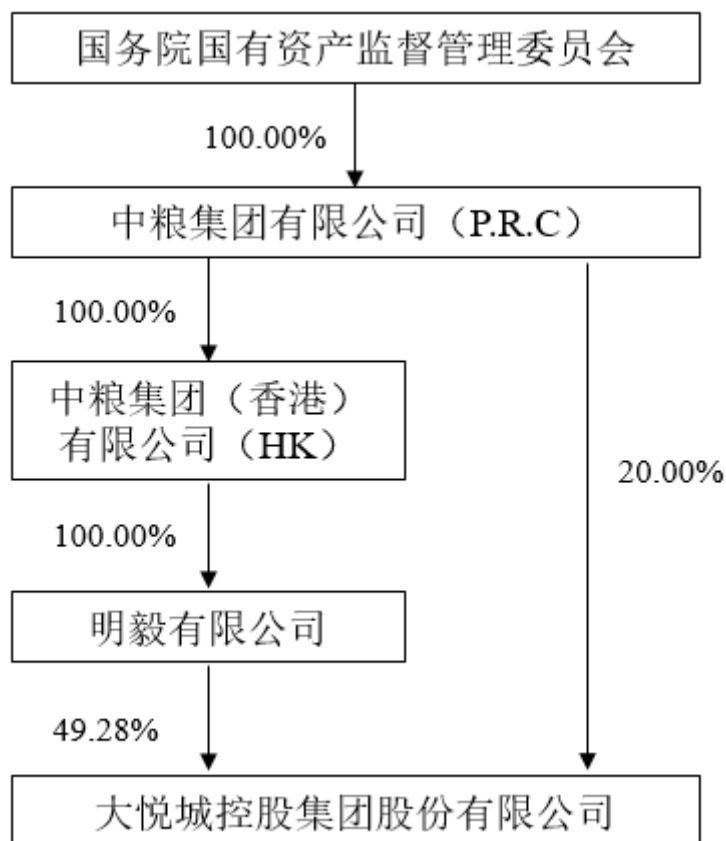 国务院国有资产监督管理委员会
100.00%
中粮集团有限公司（P.R.C）
100.00%
中粮集团（香港）
有限公司（HK）
20.00%
100.00%
明毅有限公司
49.28%
大悦城控股集团股份有限公司